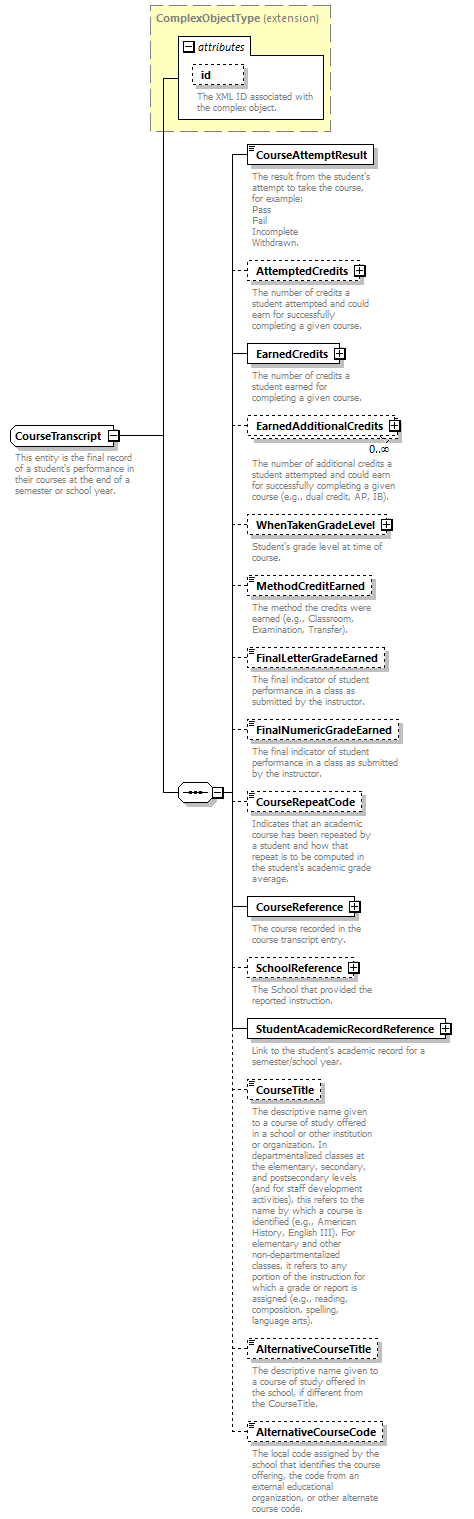 ComplexObjectType (extension)
attributes
id
The XML ID associated with
the complex object.
CourseTranscript
This entity is the final record
of a student's performance in
their courses at the end of a
semester or school year.
CourseAttemptResult
The result from the student's
attempt to take the course,
for example:
Pass
Fail
Incomplete
Withdrawn.
AttemptedCredits
The number of credits a
student attempted and could
earn for successfully
completing a given course.
EarnedCredits
The number of credits a
student earned for
completing a given course.
EarnedAdditionalCredits
0..∞
The number of additional credits a
student attempted and could earn
for successfully completing a given
course (e.g., dual credit, AP, IB).
WhenTakenGradeLevel
Student's grade level at time of
course.
MethodCreditEarned
The method the credits were
earned (e.g., Classroom,
Examination, Transfer).
FinalLetterGradeEarned
The final indicator of student
performance in a class as
submitted by the instructor.
FinalNumericGradeEarned
The final indicator of student
performance in a class as submitted
by the instructor.
CourseRepeatCode
Indicates that an academic
course has been repeated by
a student and how that
repeat is to be computed in
the student's academic grade
average.
CourseReference
The course recorded in the
course transcript entry.
SchoolReference
The School that provided the
reported instruction.
StudentAcademicRecordReference
Link to the student's academic record for a
semester/school year.
CourseTitle
The descriptive name given
to a course of study offered
in a school or other institution
or organization. In
departmentalized classes at
the elementary, secondary,
and postsecondary levels
(and for staff development
activities), this refers to the
name by which a course is
identified (e.g., American
History, English III). For
elementary and other
non-departmentalized
classes, it refers to any
portion of the instruction for
which a grade or report is
assigned (e.g., reading,
composition, spelling,
language arts).
AlternativeCourseTitle
The descriptive name given to
a course of study offered in
the school, if different from
the CourseTitle.
AlternativeCourseCode
The local code assigned by the
school that identifies the course
offering, the code from an
external educational
organization, or other alternate
course code.